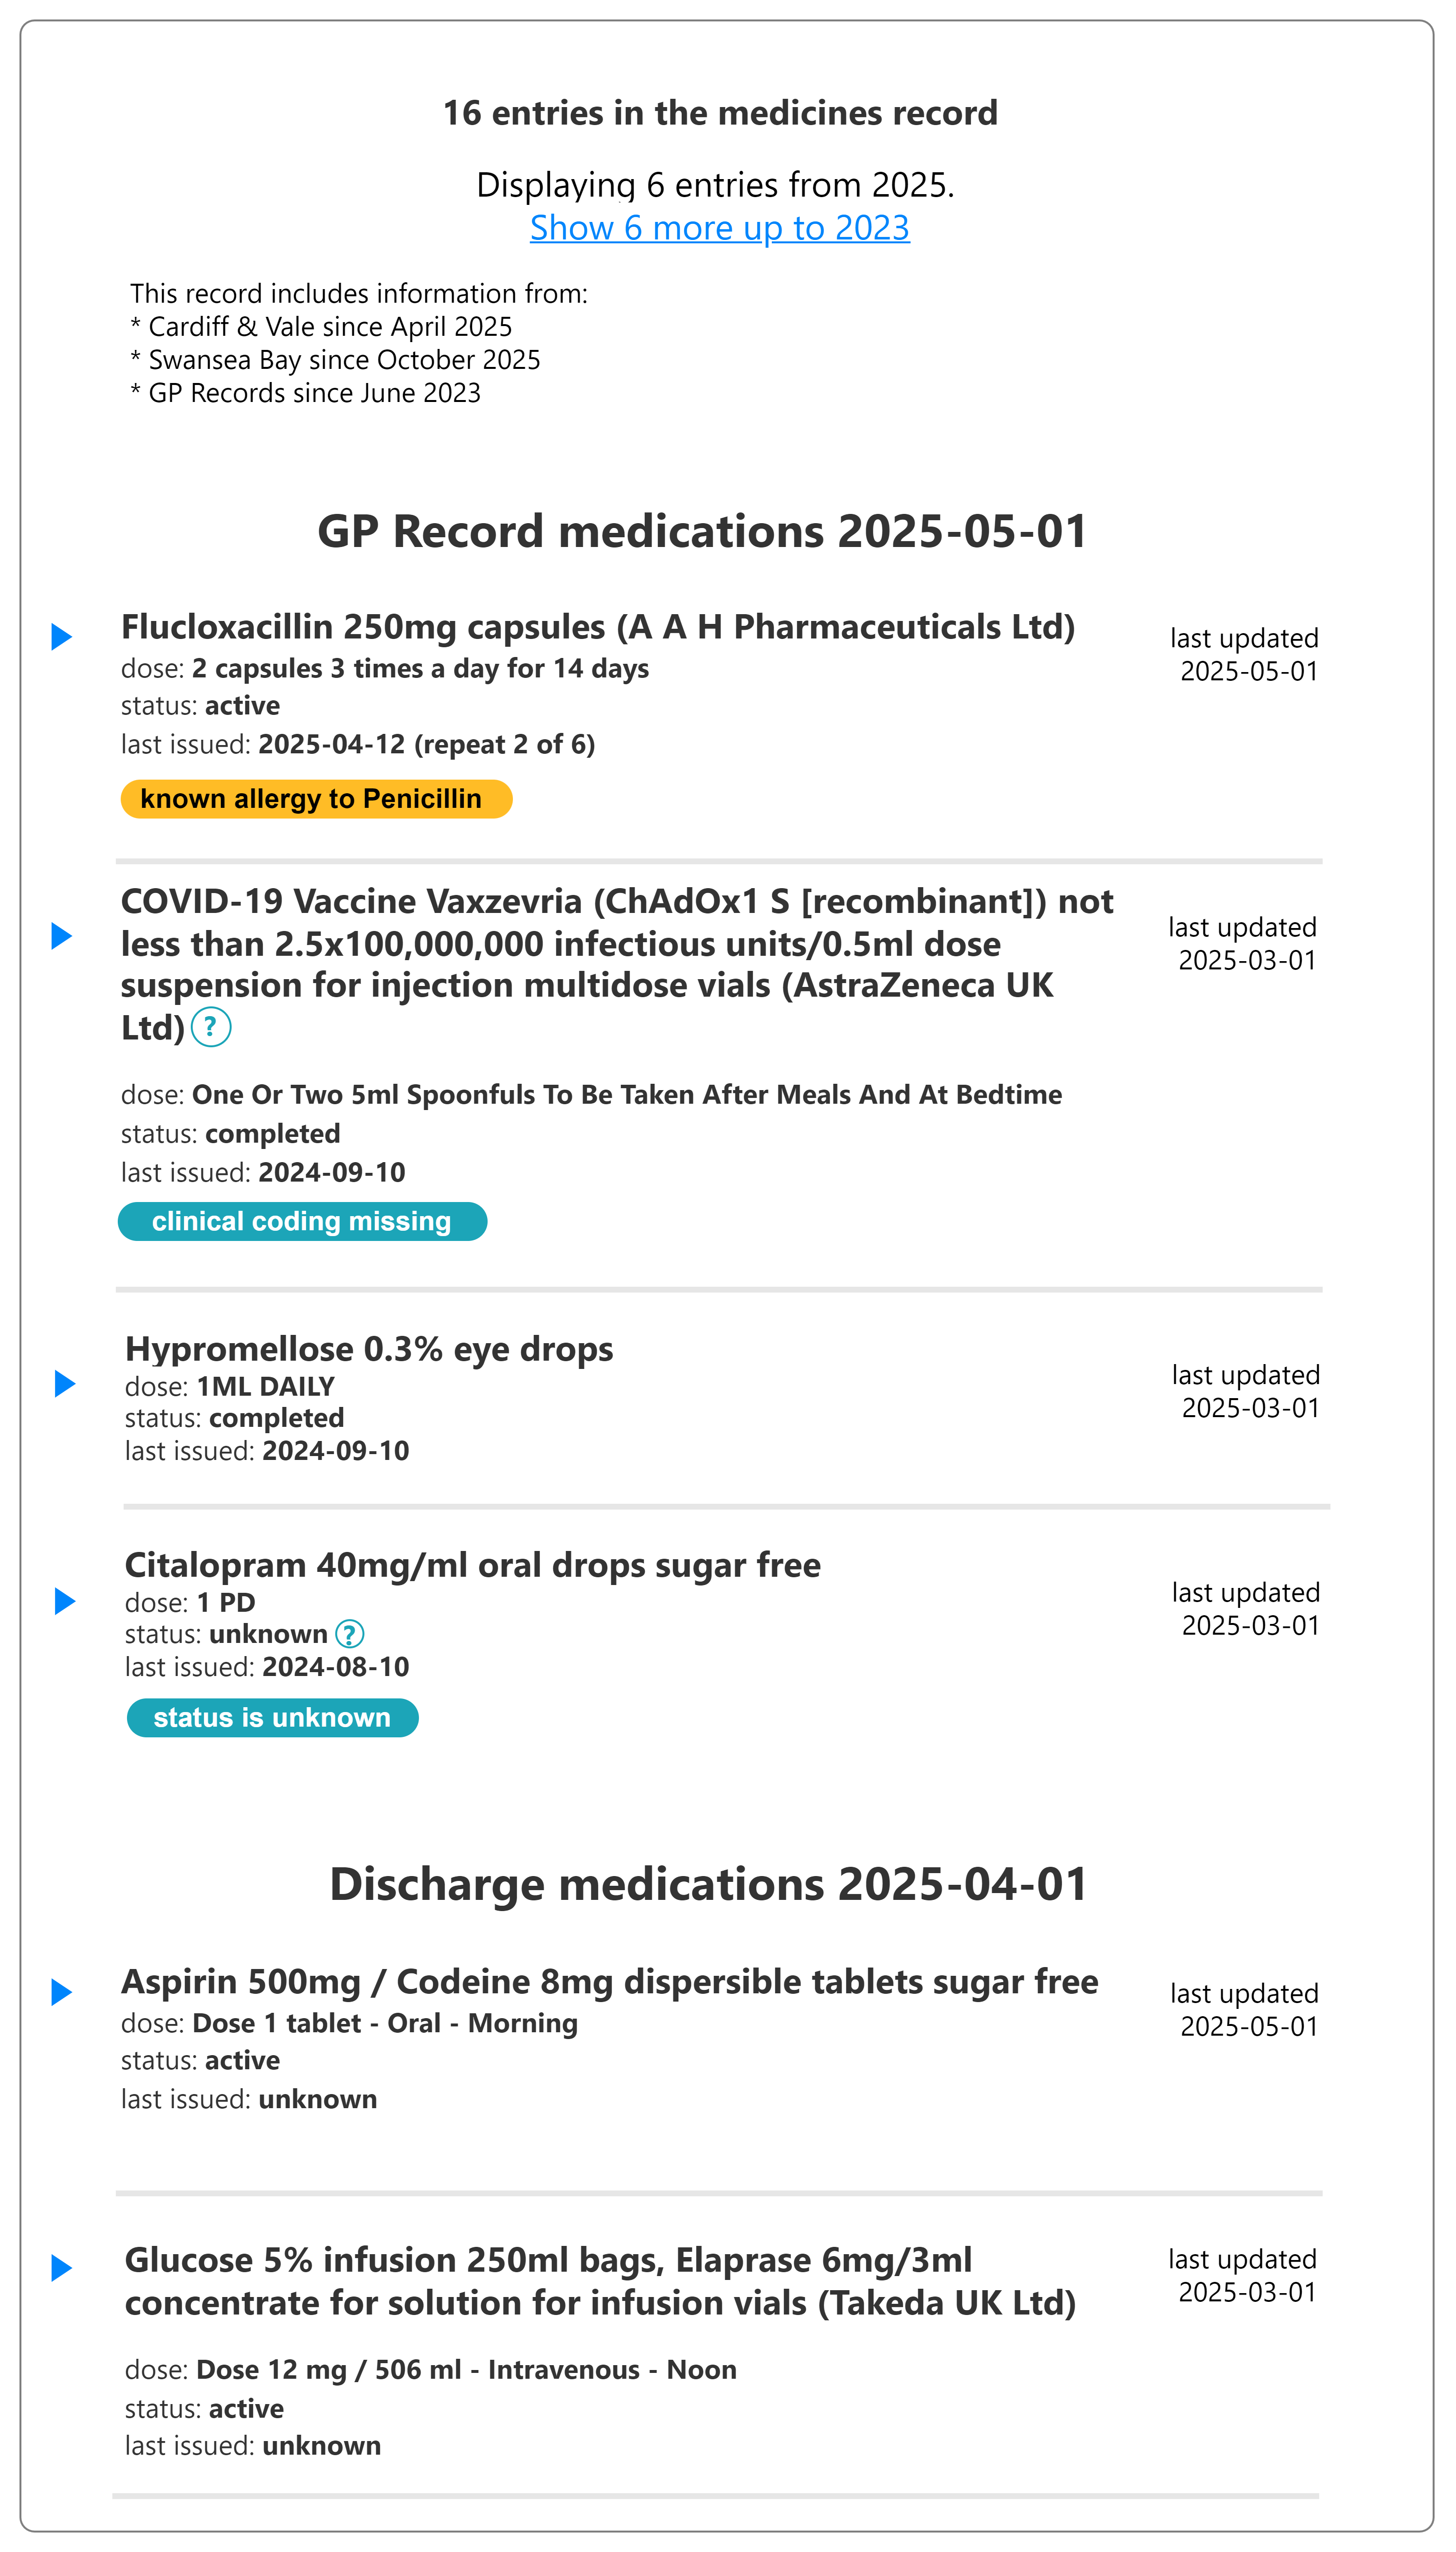 16 entries in the medicines record
Displaying 6 entries from 2025.
Show 6 more up to 2023
This record includes information from:
* Cardiff & Vale since April 2025
* Swansea Bay since October 2025
* GP Records since June 2023
GP Record medications 2025-05-01
Flucloxacillin 250mg capsules (A A H Pharmaceuticals Ltd)
dose: 2 capsules 3 times a day for 14 days
status: active
last issued: 2025-04-12 (repeat 2 of 6)
known allergy to Penicillin
last updated
2025-05-01
COVID-19 Vaccine Vaxzevria (ChAdOx1 S [recombinant]) not
less than 2.5x100,000,000 infectious units/0.5ml dose
suspension for injection multidose vials (AstraZeneca UK
Ltd) ?
dose: One Or Two 5ml Spoonfuls To Be Taken After Meals And At Bedtime
status: completed
last issued: 2024-09-10
clinical coding missing
last updated
2025-03-01
Hypromellose 0.3% eye drops
dose: 1ML DAILY
status: completed
last issued: 2024-09-10
last updated
2025-03-01
Citalopram 40mg/ml oral drops sugar free
dose: 1 PD
status: unknown ?
last issued: 2024-08-10
status is unknown
last updated
2025-03-01
Discharge medications 2025-04-01
Aspirin 500mg / Codeine 8mg dispersible tablets sugar free
dose: Dose 1 tablet - Oral - Morning
status: active
last issued: unknown
last updated
2025-05-01
Glucose 5% infusion 250ml bags, Elaprase 6mg/3ml
concentrate for solution for infusion vials (Takeda UK Ltd)
dose: Dose 12 mg / 506 ml - Intravenous - Noon
status: active
last issued: unknown
last updated
2025-03-01